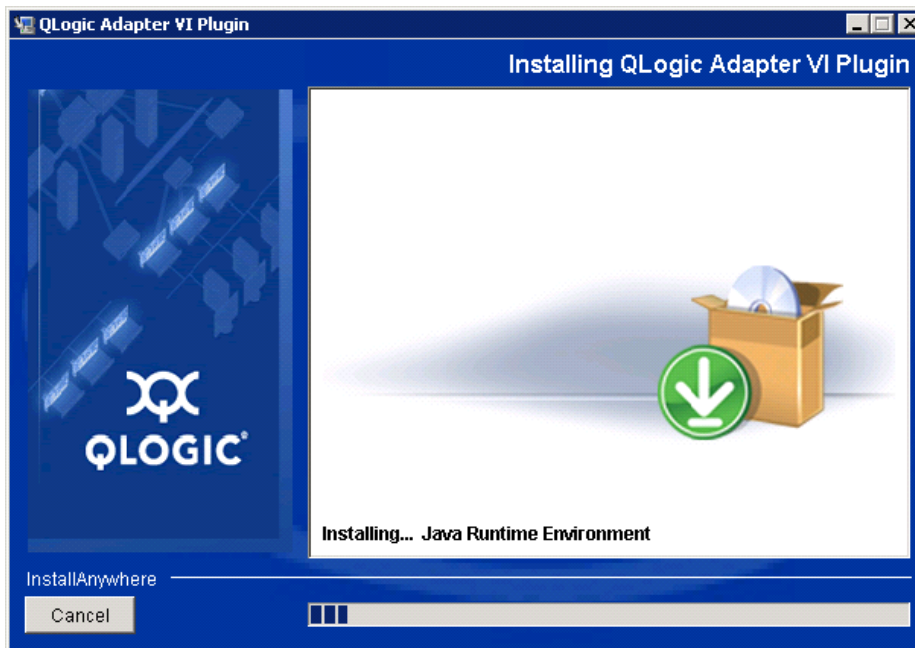 QLogic Adapter VI Plugin
Installing QLogic Adapter VI Plugin
QLOGIC®
Installing... Java Runtime Environment
InstallAnywhere
Cancel